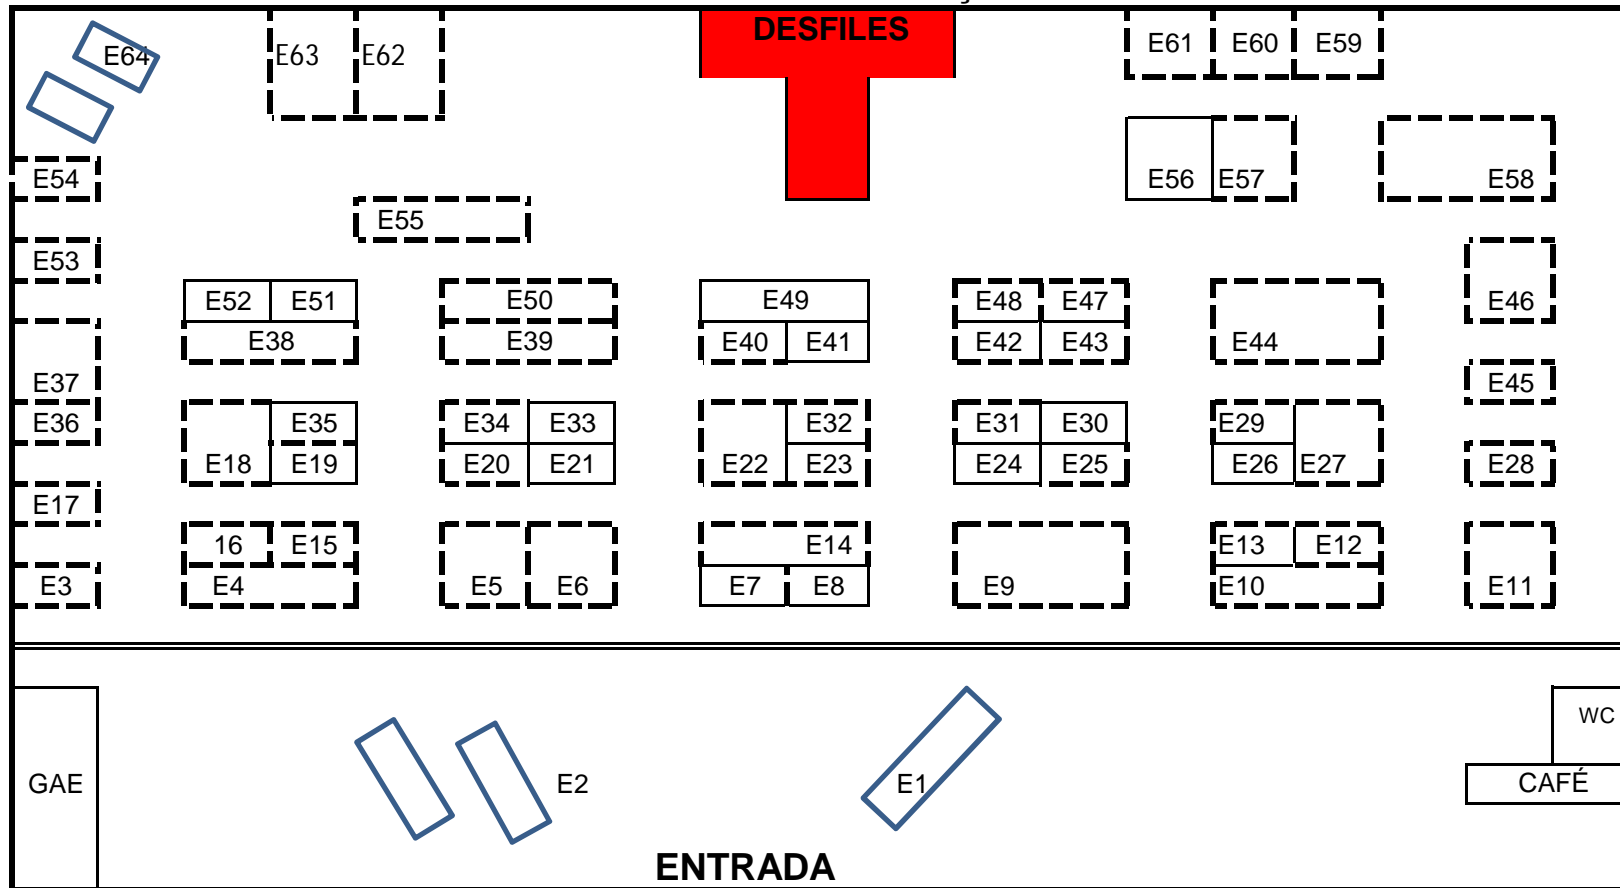 DESFILES
E64 E63 E62 E61 E60 E59
E54 E56 E57 E58
E55
E53
E52 E51 E50 E49 E48 E47 E46
E38 E39 E40 E41 E42 E43 E44
E37 E45
E36 E35 E34 E33 E32 E31 E30 E29
E18 E19 E20 E21 E22 E23 E24 E25 E26 E27 E28
E17
16 E15 E14 E13 E12
E3 E4 E5 E6 E7 E8 E9 E10 E11
WC
GAE E2 E1 CAFÉ
ENTRADA